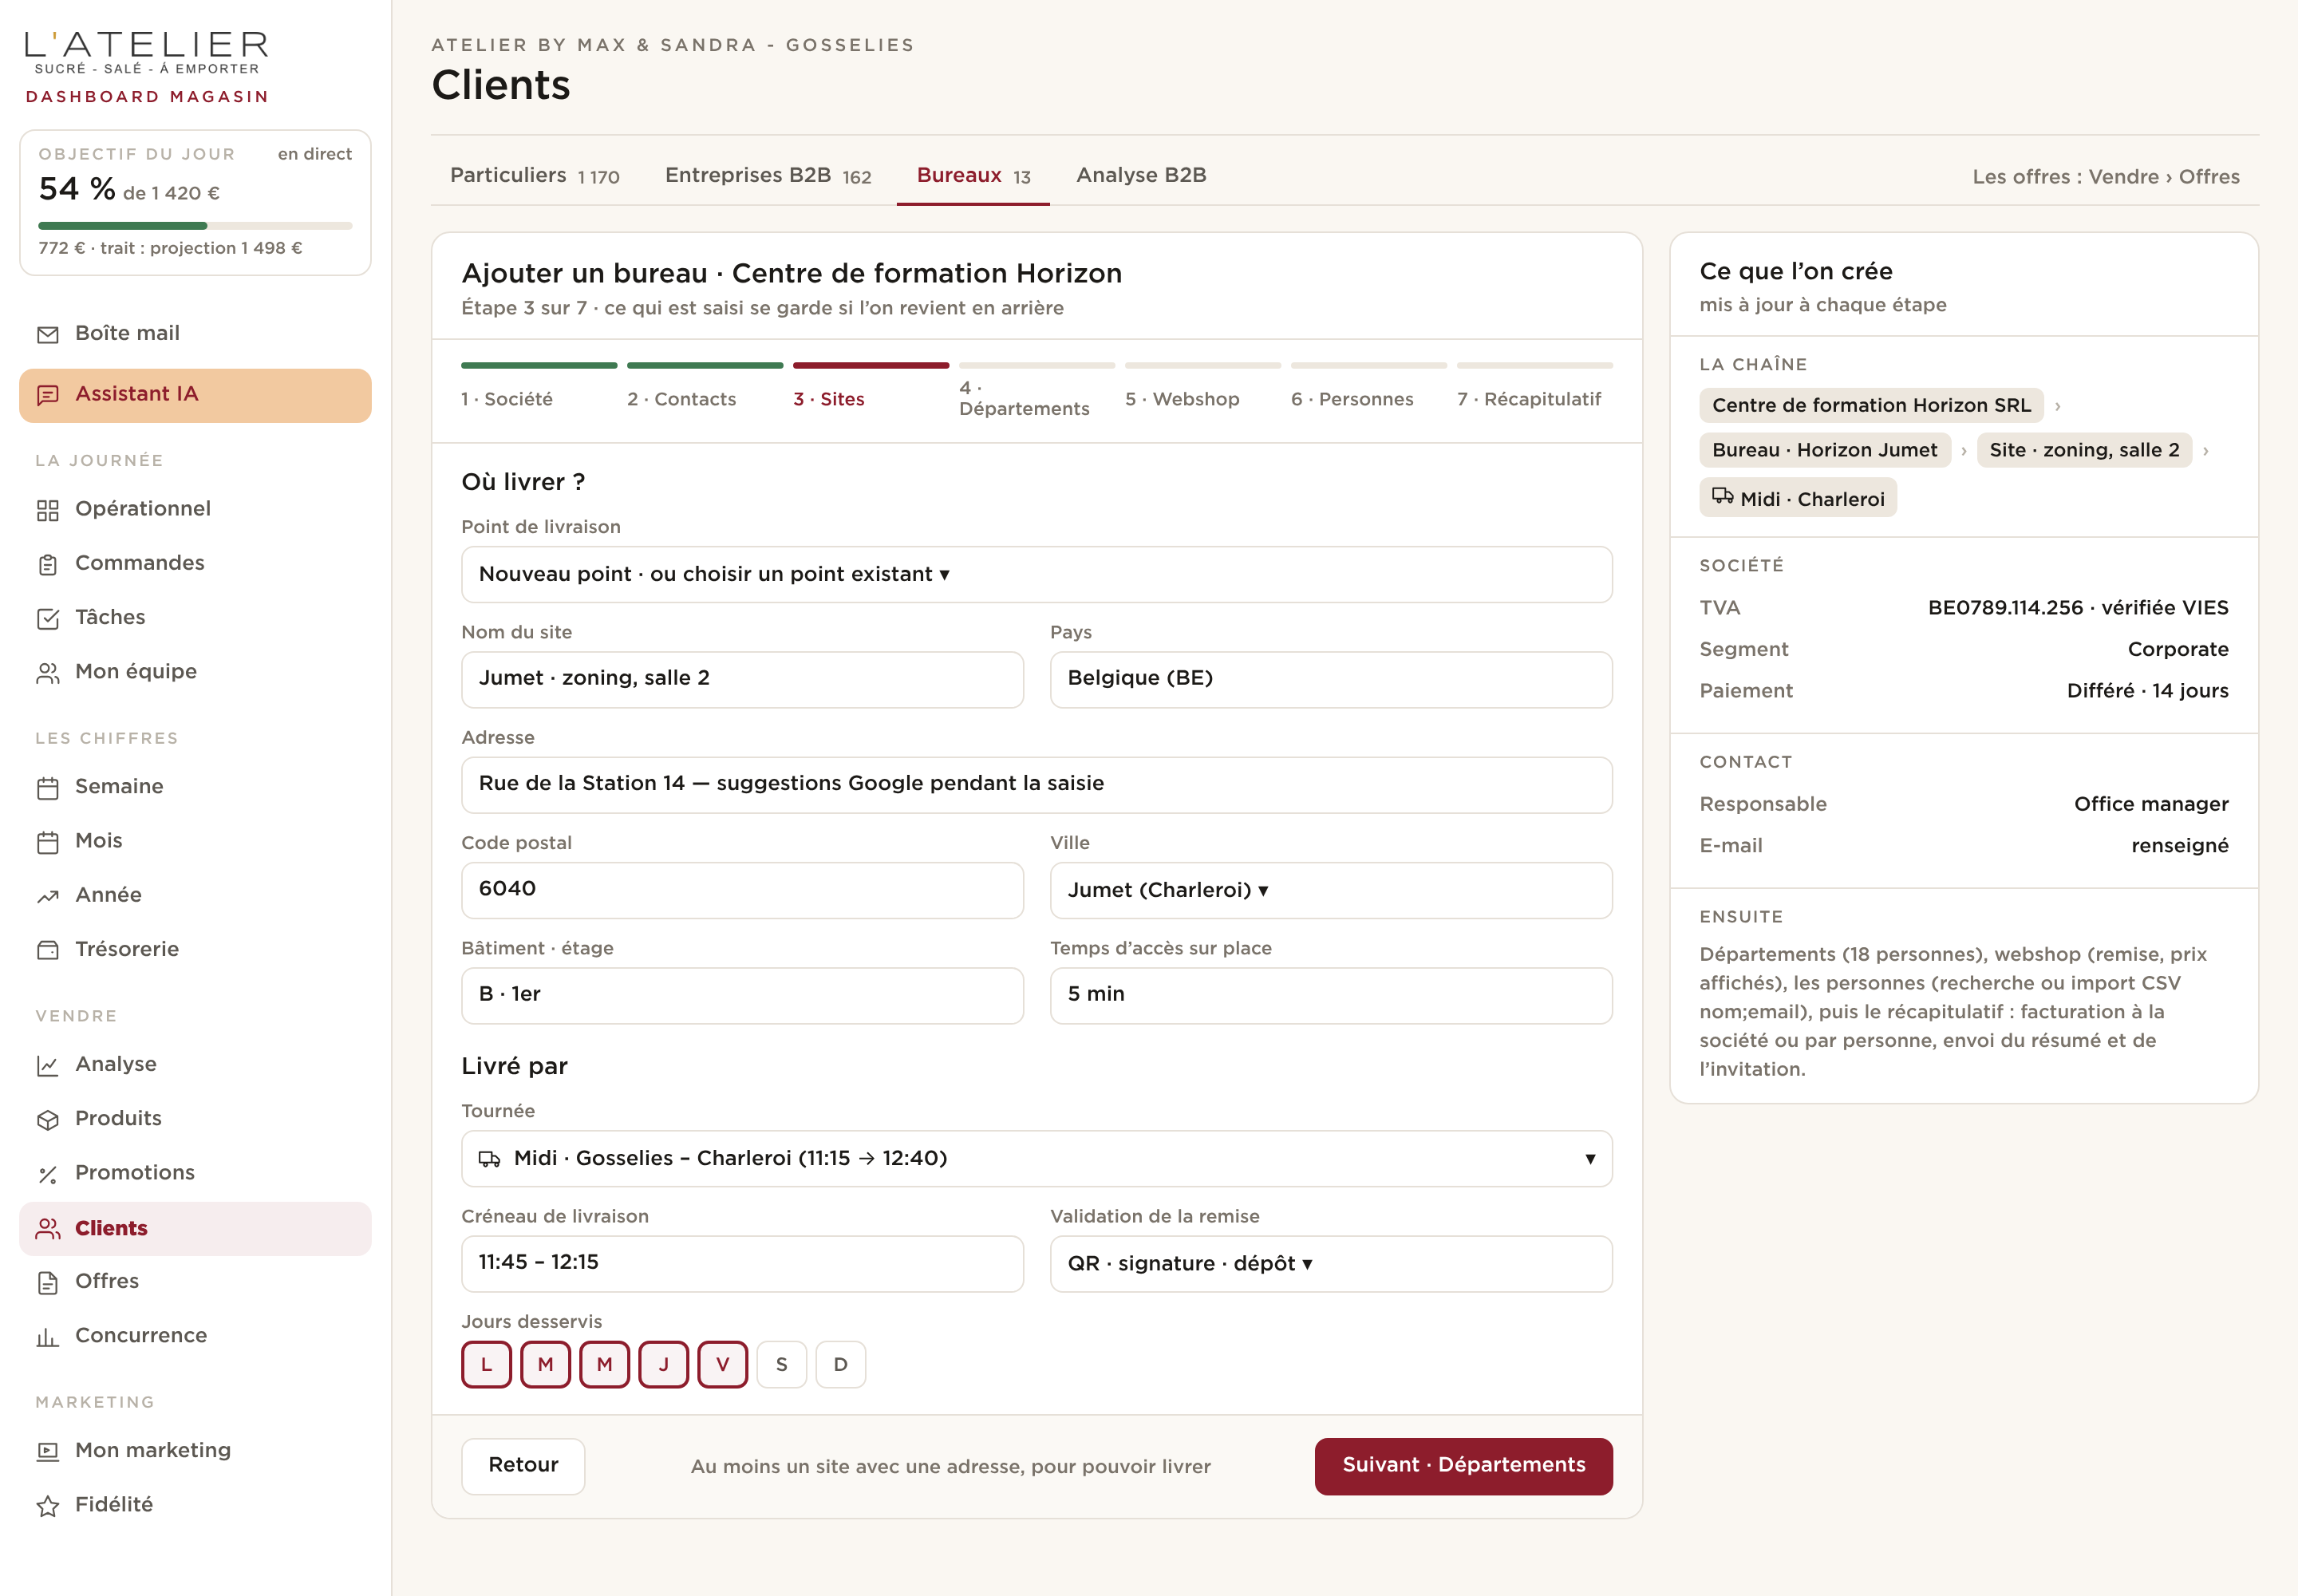 L'ATELIER
SUCRÉ - SALÉ - Á EMPORTER
DASHBOARD MAGASIN
OBJECTIF DU JOUR en direct
54 % de 1 420 €
772 € · trait : projection 1 498 €
Boîte mail
Assistant IA
LA JOURNÉE
Opérationnel
Commandes
Tâches
Mon équipe
LES CHIFFRES
Semaine
Mois
Année
Trésorerie
VENDRE
Analyse
Produits
Promotions
Clients
Offres
Concurrence
MARKETING
Mon marketing
Fidélité
ATELIER BY MAX & SANDRA - GOSSELIES
Clients
Particuliers 1 170 Entreprises B2B 162 Bureaux 13 Analyse B2B Les offres : Vendre › Offres
Ajouter un bureau · Centre de formation Horizon
Étape 3 sur 7 · ce qui est saisi se garde si l’on revient en arrière
1 · Société 2 · Contacts 3 · Sites 4 · Départements 5 · Webshop 6 · Personnes 7 · Récapitulatif
Où livrer ?
Point de livraison
Nouveau point · ou choisir un point existant ▾
Nom du site Pays
Jumet · zoning, salle 2 Belgique (BE)
Adresse
Rue de la Station 14 — suggestions Google pendant la saisie
Code postal Ville
6040 Jumet (Charleroi) ▾
Bâtiment · étage Temps d’accès sur place
B · 1er 5 min
Livré par
Tournée
Midi · Gosselies – Charleroi (11:15 → 12:40) ▾
Créneau de livraison Validation de la remise
11:45 – 12:15 QR · signature · dépôt ▾
Jours desservis
L M M J V S D
Retour Au moins un site avec une adresse, pour pouvoir livrer Suivant · Départements
Ce que l’on crée
mis à jour à chaque étape
LA CHAÎNE
Centre de formation Horizon SRL ›
Bureau · Horizon Jumet › Site · zoning, salle 2 ›
Midi · Charleroi
SOCIÉTÉ
TVA BE0789.114.256 · vérifiée VIES
Segment Corporate
Paiement Différé · 14 jours
CONTACT
Responsable Office manager
E-mail renseigné
ENSUITE
Départements (18 personnes), webshop (remise, prix
affichés), les personnes (recherche ou import CSV
nom;email), puis le récapitulatif : facturation à la
société ou par personne, envoi du résumé et de
l’invitation.